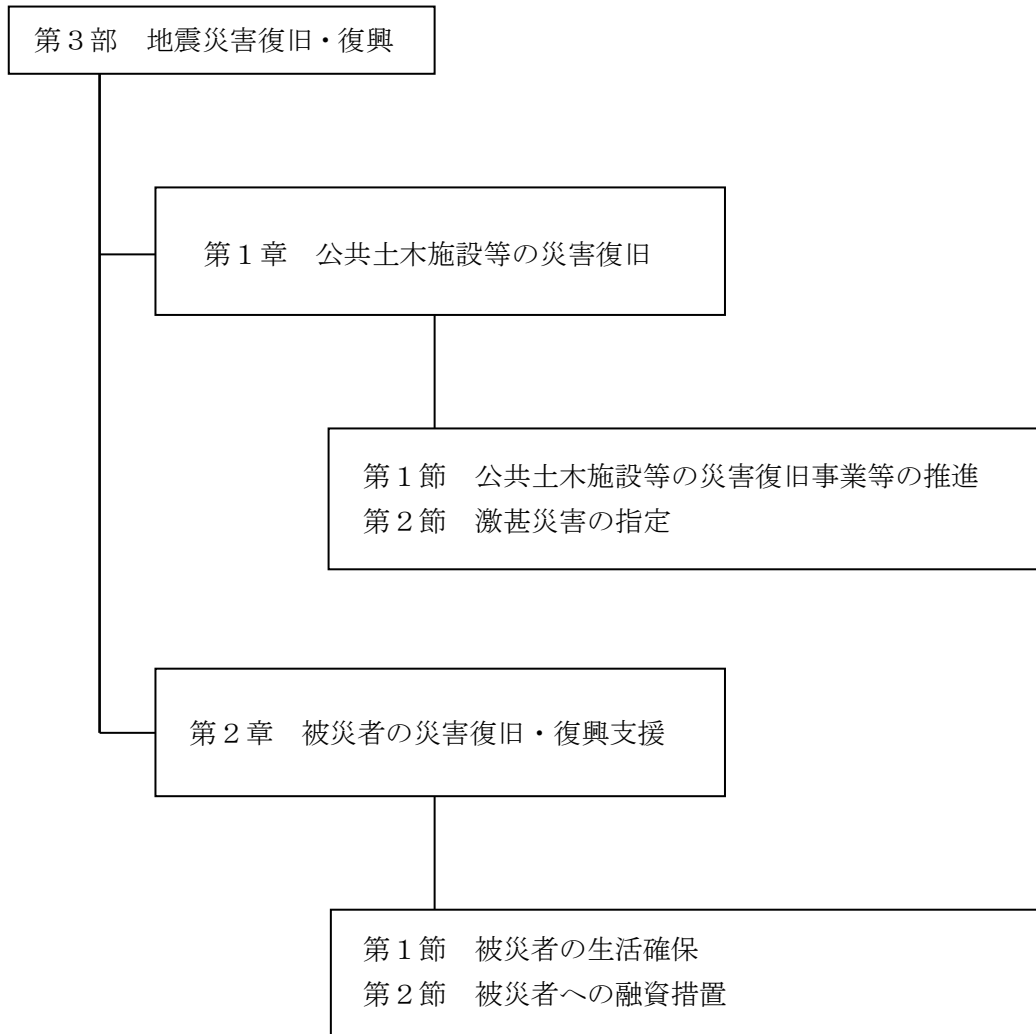 第３部　地震災害復旧・復興
第１章　公共土木施設等の災害復旧
第１節　公共土木施設等の災害復旧事業等の推進
第２節　激甚災害の指定
第２章　被災者の災害復旧・復興支援
第１節　被災者の生活確保
第２節　被災者への融資措置